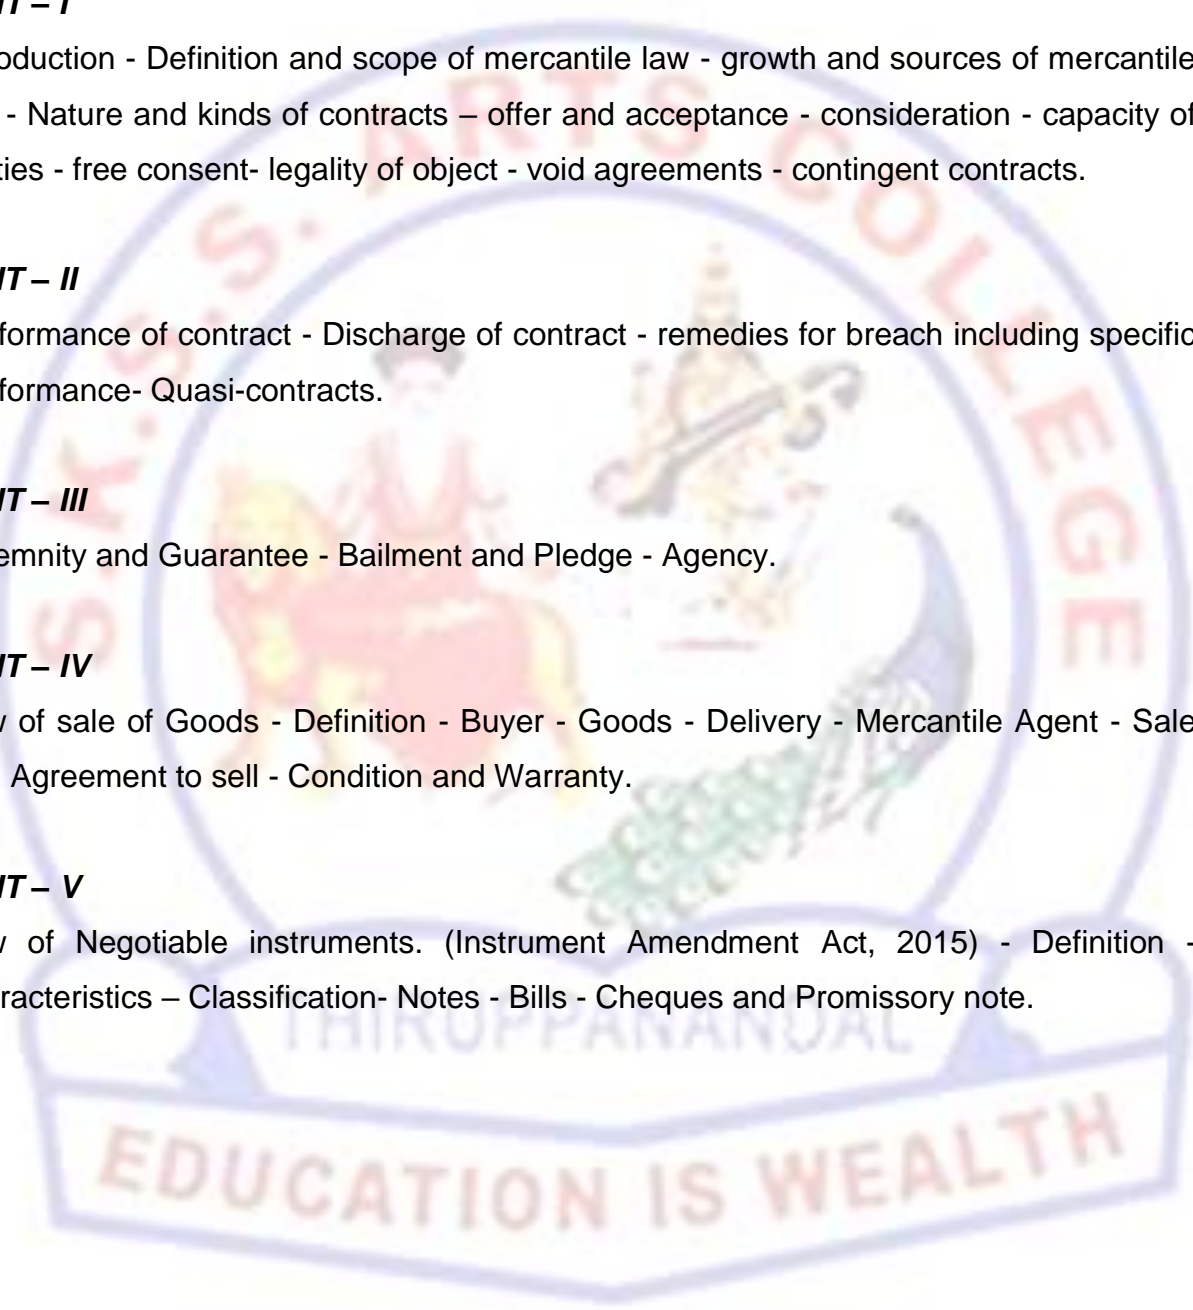 IT – I
oduction - Definition and scope of mercantile law - growth and sources of mercantile
- Nature and kinds of contracts – offer and acceptance - consideration - capacity of
ties - free consent- legality of object - void agreements - contingent contracts.
IT – II
formance of contract - Discharge of contract - remedies for breach including specific
formance- Quasi-contracts.
IT – III
emnity and Guarantee - Bailment and Pledge - Agency.
IT – IV
w of sale of Goods - Definition - Buyer - Goods - Delivery - Mercantile Agent - Sale
Agreement to sell - Condition and Warranty.
IT – V
w of Negotiable instruments. (Instrument Amendment Act, 2015) - Definition -
racteristics – Classification- Notes - Bills - Cheques and Promissory note.
S.K.S.S. ARTS COLLEGE
THIRUPPANANDAL
EDUCATION IS WEALTH